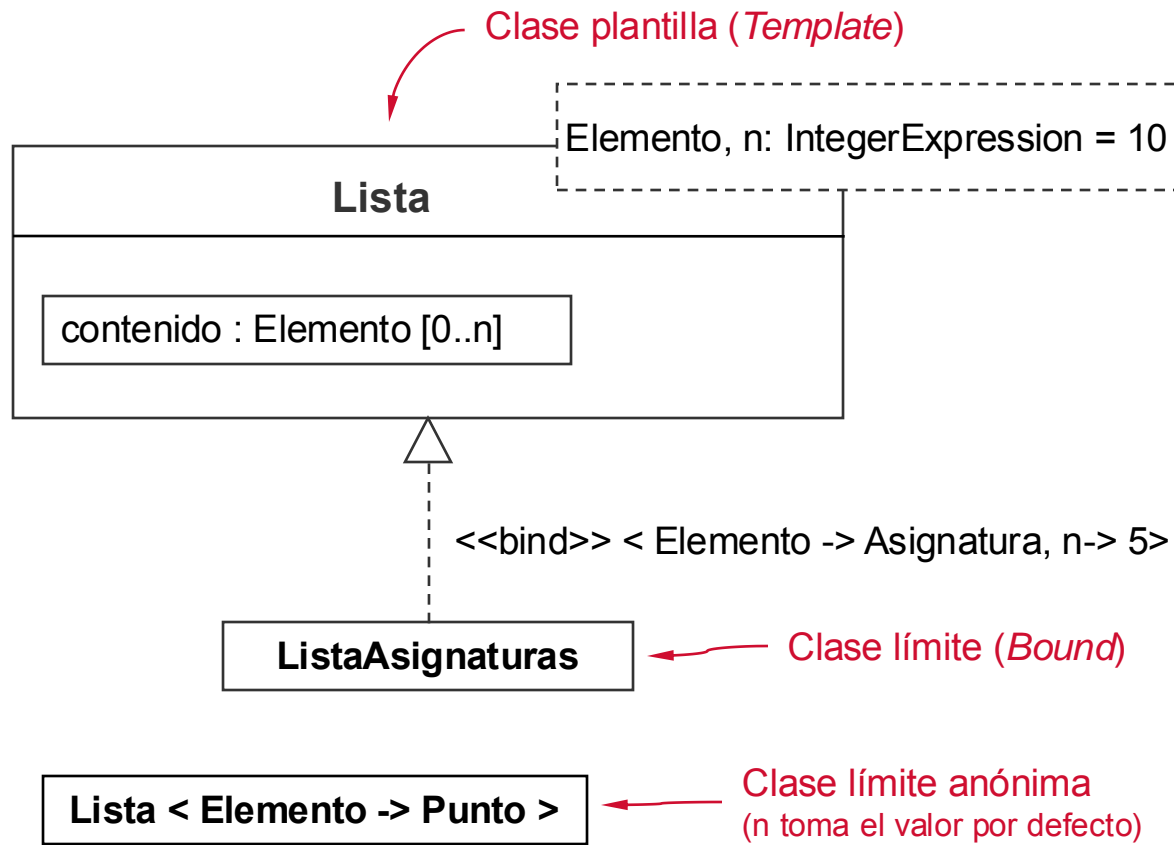 Clase plantilla (Template)
Elemento, n: IntegerExpression = 10
Lista
contenido : Elemento [0..n]
<<bind>> < Elemento -> Asignatura, n-> 5>
ListaAsignaturas
Clase límite (Bound)
Lista < Elemento -> Punto >
Clase límite anónima
(n toma el valor por defecto)